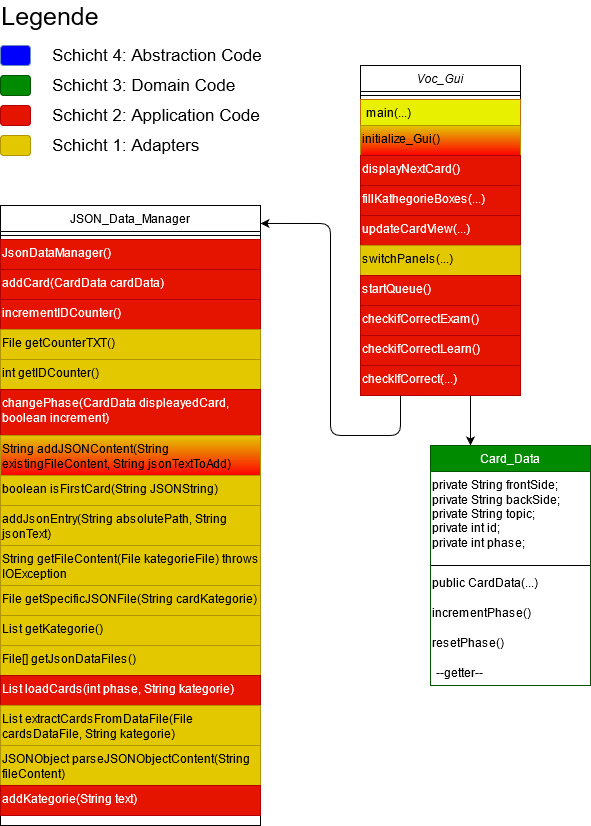 Legende
Schicht 4: Abstraction Code
Schicht 3: Domain Code
Schicht 2: Application Code
Schicht 1: Adapters
Voc_Gui
main(...)
initialize_Gui()
displayNextCard()
fillKathegorieBoxes(...)
updateCardView(...)
switchPanels(...)
startQueue()
checkifCorrectExam()
checkifCorrectLearn()
checkIfCorrect(...)
JSON_Data_Manager
JsonDataManager()
addCard(CardData cardData)
incrementIDCounter()
File getCounterTXT()
int getIDCounter()
changePhase(CardData displeayedCard,
boolean increment)
String addJSONContent(String
existingFileContent, String jsonTextToAdd)
boolean isFirstCard(String JSONString)
addJsonEntry(String absolutePath, String
jsonText)
String getFileContent(File kategorieFile) throws
IOException
File getSpecificJSONFile(String cardKategorie)
List getKategorie()
File[] getJsonDataFiles()
List loadCards(int phase, String kategorie)
List extractCardsFromDataFile(File
cardsDataFile, String kategorie)
JSONObject parseJSONObjectContent(String
fileContent)
addKategorie(String text)
Card_Data
private String frontSide;
private String backSide;
private String topic;
private int id;
private int phase;
public CardData(...)
incrementPhase()
resetPhase()
--getter--